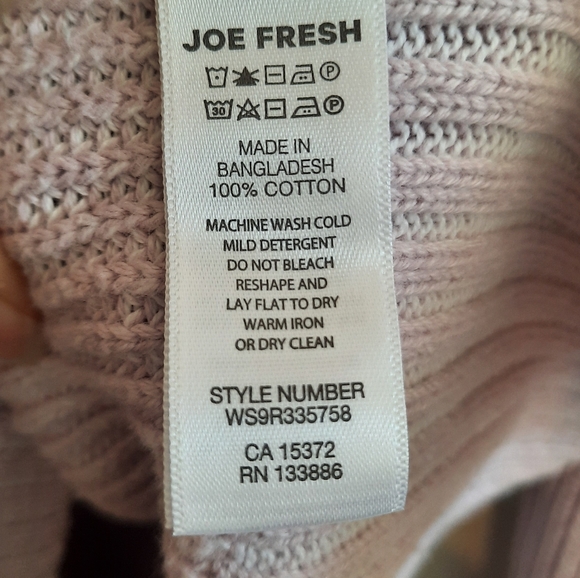 JOE FRESH
P
30 P
MADE IN
BANGLADESH
100% COTTON
MACHINE WASH COLD
MILD DETERGENT
DO NOT BLEACH
RESHAPE AND
LAY FLAT TO DRY
WARM IRON
OR DRY CLEAN
STYLE NUMBER
WS9R335758
CA 15372
RN 133886